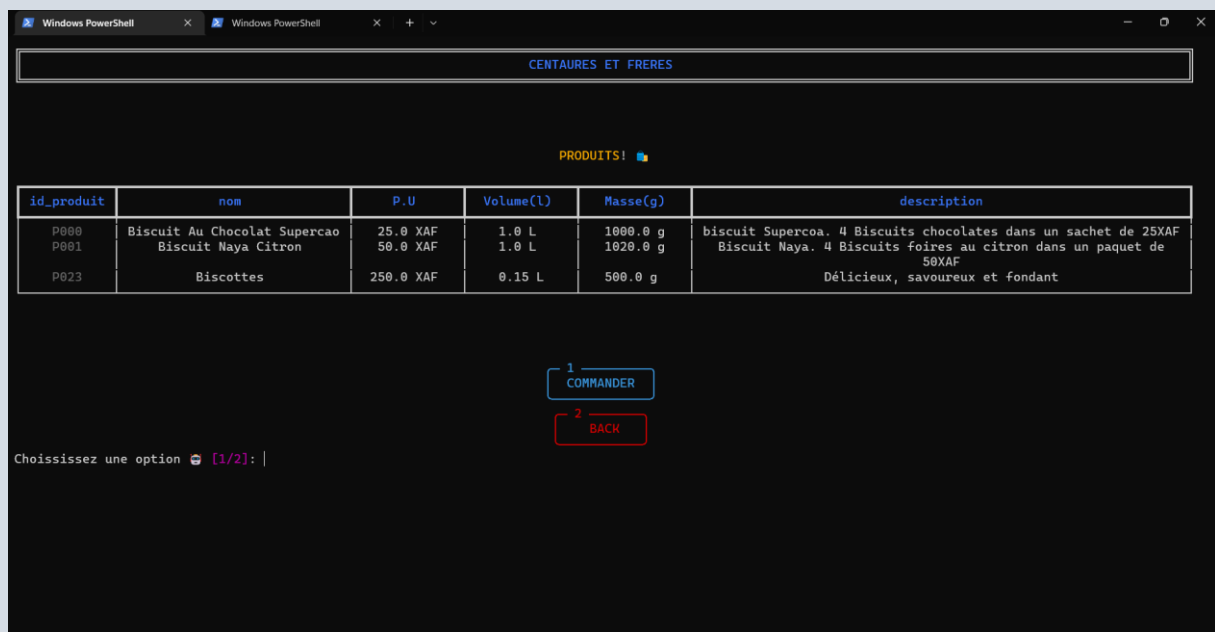 Windows PowerShell Windows PowerShell
CENTAURES ET FRERES
PRODUITS!
id_produit nom P.U Volume(l) Masse(g) description
P000 Biscuit Au Chocolat Supercao 25.0 XAF 1.0 L 1000.0 g biscuit Supercoa. 4 Biscuits chocolates dans un sachet de 25XAF
P001 Biscuit Naya Citron 50.0 XAF 1.0 L 1020.0 g Biscuit Naya. 4 Biscuits foires au citron dans un paquet de
50XAF
P023 Biscottes 250.0 XAF 0.15 L 500.0 g Délicieux, savoureux et fondant
1
COMMANDER
2
BACK
Choississez une option [1/2]: